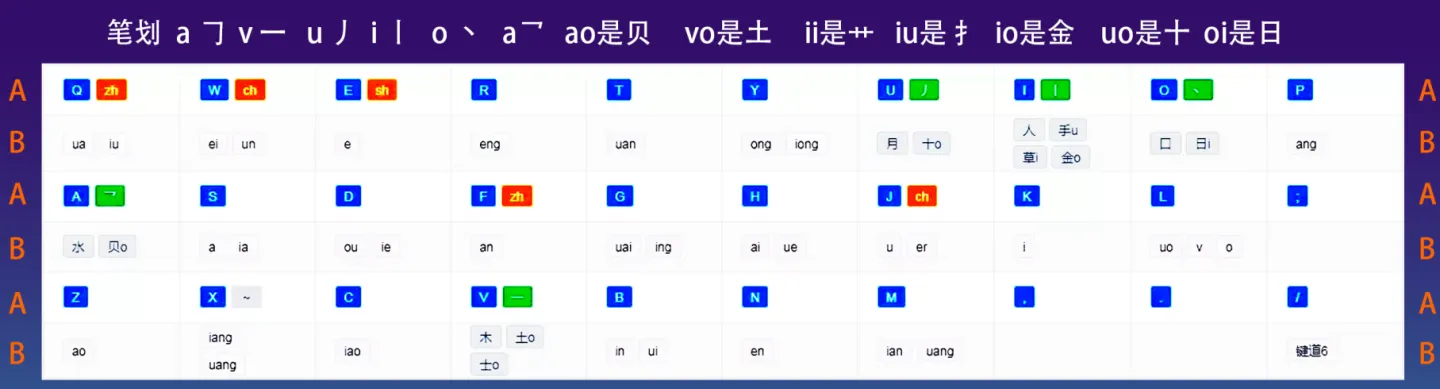 笔划 a ㇆ v 一 u 丿 i 丨 o 丶 a 乛 ao是贝 vo是土 ii是艹 iu是扌 io是金 uo是十 oi是日
A Q zh W ch E sh R T Y U 丿 I 丨 O 丶 P A
B ua iu ei un e eng uan ong iong 月 十o 人 手u 草i 金o 口 日i ang B
A A 乛 S D F zh G H J ch K L ; A
B 水 贝o a ia ou ie an uai ing ai ue u er i uo v o B
A Z X ~ C V 一 B N M , . / A
B ao iang uang iao 木 土o 士o in ui en ian uang 键道6 B